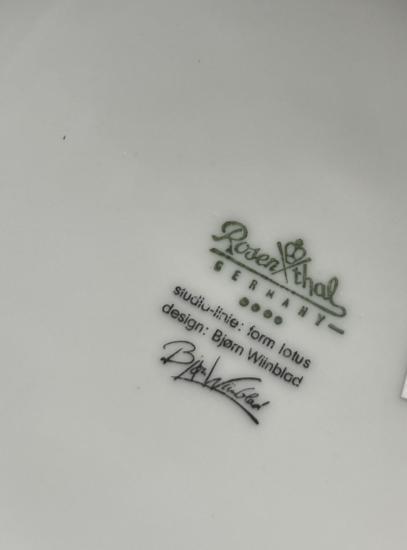 Rosenthal
GERMANY
studio-linie: form lotus
design: Bjørn Wiinblad
Bjørn Wiinblad